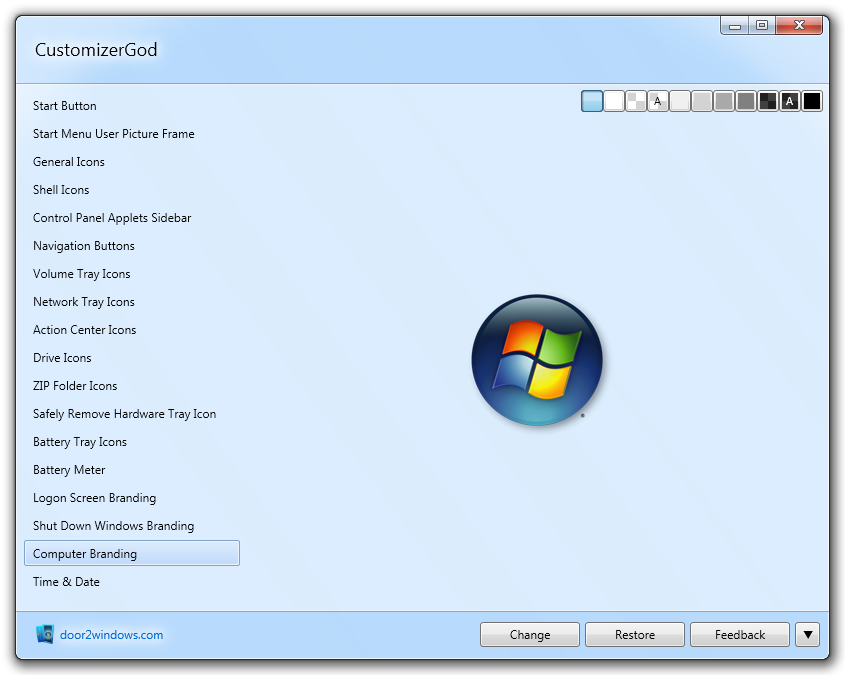 CustomizerGod
A
A
Start Button
Start Menu User Picture Frame
General Icons
Shell Icons
Control Panel Applets Sidebar
Navigation Buttons
Volume Tray Icons
Network Tray Icons
Action Center Icons
Drive Icons
ZIP Folder Icons
Safely Remove Hardware Tray Icon
Battery Tray Icons
Battery Meter
Logon Screen Branding
Shut Down Windows Branding
Computer Branding
Time & Date
door2windows.com
Change
Restore
Feedback